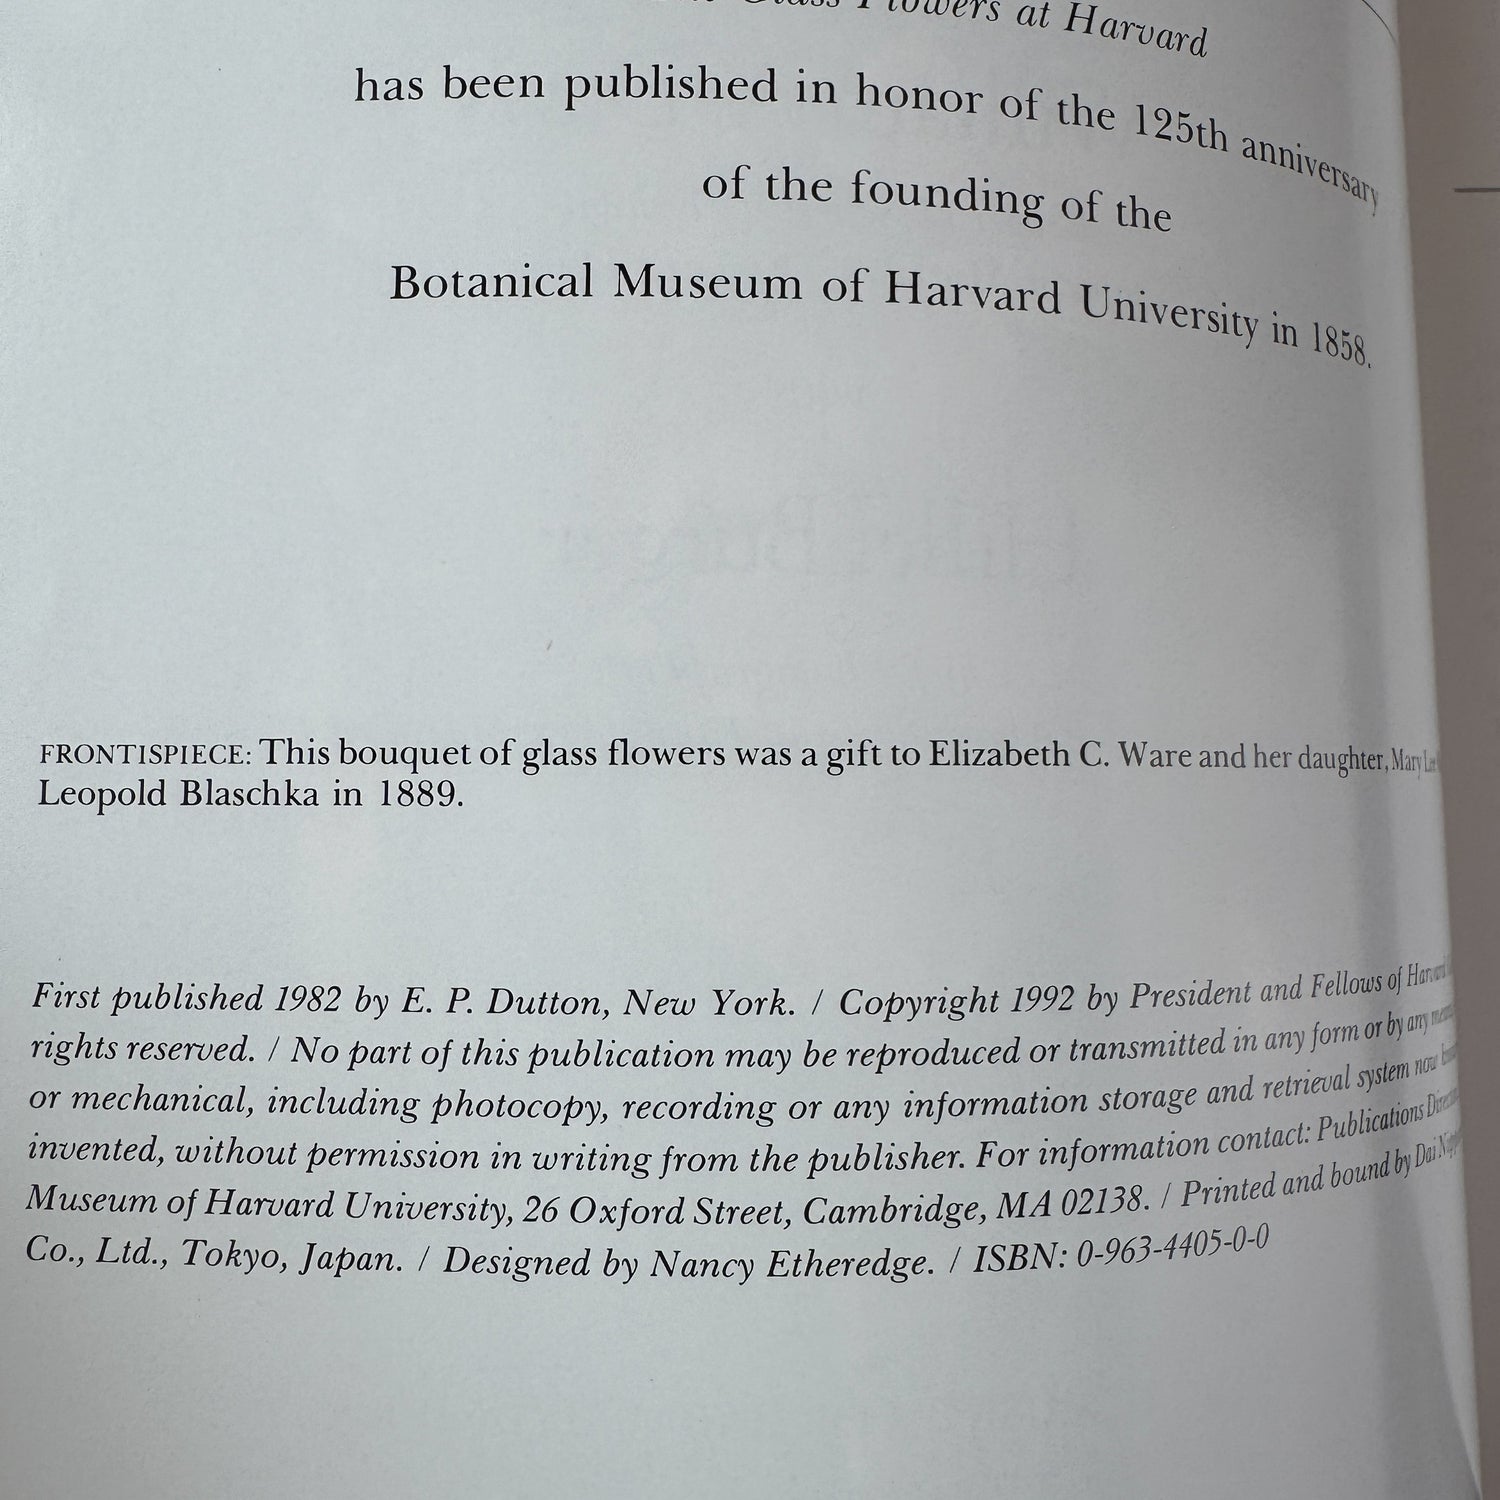 Glass Flowers at Harvard
has been published in honor of the 125th anniversary
of the founding of the
Botanical Museum of Harvard University in 1858.
FRONTISPIECE: This bouquet of glass flowers was a gift to Elizabeth C. Ware and her daughter, Mary Lee
Leopold Blaschka in 1889.
First published 1982 by E. P. Dutton, New York. / Copyright 1992 by President and Fellows of Harvard
rights reserved. / No part of this publication may be reproduced or transmitted in any form or by any
or mechanical, including photocopy, recording or any information storage and retrieval system now
invented, without permission in writing from the publisher. For information contact: Publications
Museum of Harvard University, 26 Oxford Street, Cambridge, MA 02138. / Printed and bound by Dai
Co., Ltd., Tokyo, Japan. / Designed by Nancy Etheredge. / ISBN: 0-963-4405-0-0